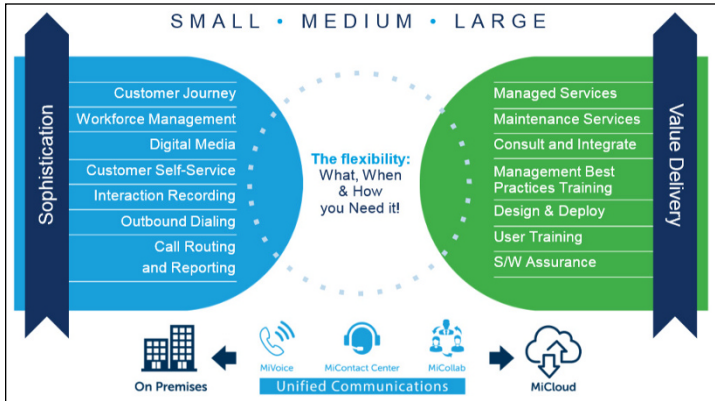 SMALL • MEDIUM • LARGE
Sophistication
Customer Journey
Workforce Management
Digital Media
Customer Self-Service
Interaction Recording
Outbound Dialing
Call Routing
and Reporting
The flexibility:
What, When
& How
you Need it!
Managed Services
Maintenance Services
Consult and Integrate
Management Best
Practices Training
Design & Deploy
User Training
S/W Assurance
Value Delivery
On Premises
MiVoice
MiContact Center
MiCollab
Unified Communications
MiCloud